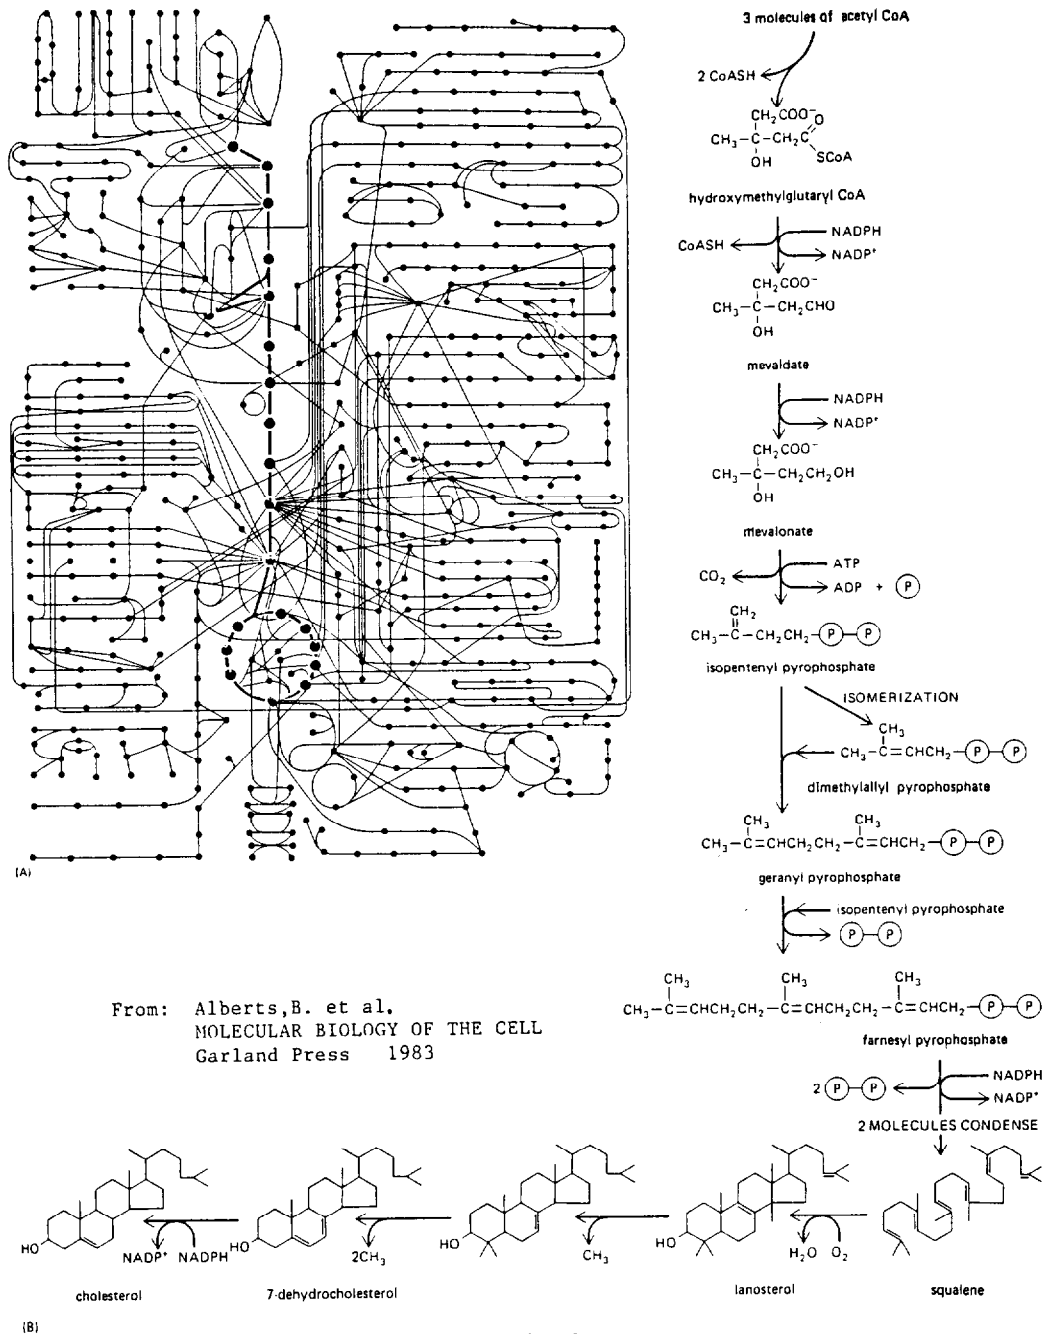 3 molecules of acetyl CoA
2 CoASH
CH₂COO⁻
CH₃—C—CH₂C
O
OH
SCoA
hydroxymethylglutaryl CoA
NADPH
CoASH
NADP⁺
CH₂COO⁻
CH₃—C—CH₂CHO
OH
mevaldate
NADPH
NADP⁺
CH₂COO⁻
CH₃—C—CH₂CH₂OH
OH
mevalonate
ATP
CO₂
ADP + P
CH₂
CH₃—C—CH₂CH₂—P—P
isopentenyl pyrophosphate
ISOMERIZATION
CH₃
CH₃—C=CHCH₂—P—P
dimethylallyl pyrophosphate
CH₃ CH₃
CH₃—C=CHCH₂CH₂—C=CHCH₂—P—P
(A)
geranyl pyrophosphate
isopentenyl pyrophosphate
P—P
From: Alberts,B. et al.
MOLECULAR BIOLOGY OF THE CELL
Garland Press 1983
CH₃ CH₃ CH₃
CH₃—C=CHCH₂CH₂—C=CHCH₂CH₂—C=CHCH₂—P—P
farnesyl pyrophosphate
NADPH
2 P—P
NADP⁺
2 MOLECULES CONDENSE
HO
NADP⁺ NADPH
HO
2CH₃
HO
CH₃
HO
H₂O O₂
cholesterol
7-dehydrocholesterol
lanosterol
squalene
(B)